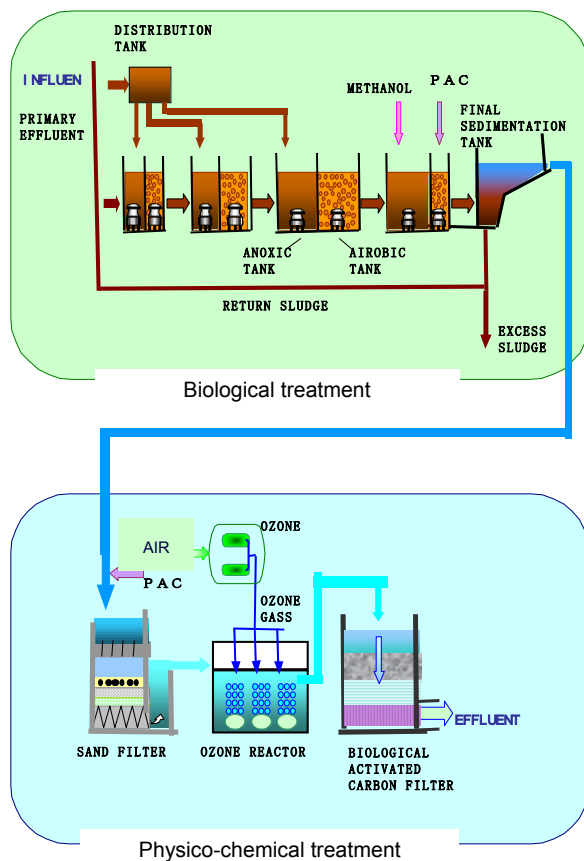 DISTRIBUTION
TANK
INFLUEN
PRIMARY
EFFLUENT
METHANOL
PAC
FINAL
SEDIMENTATION
TANK
ANOXIC
TANK
AIROBIC
TANK
RETURN SLUDGE
EXCESS
SLUDGE
Biological treatment
AIR
PAC
OZONE
OZONE
GASS
SAND FILTER
OZONE REACTOR
BIOLOGICAL
ACTIVATED
CARBON FILTER
EFFLUENT
Physico-chemical treatment